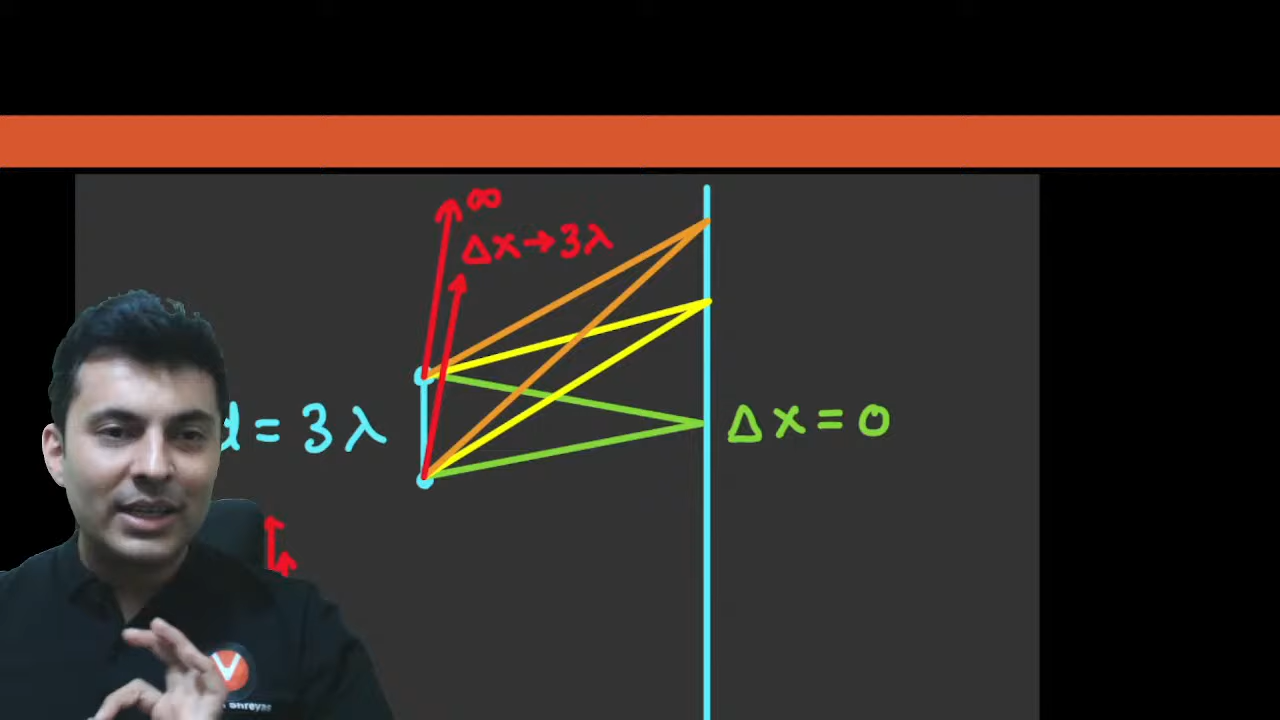 ∞
Δx→3λ
d = 3λ
Δx = 0
V